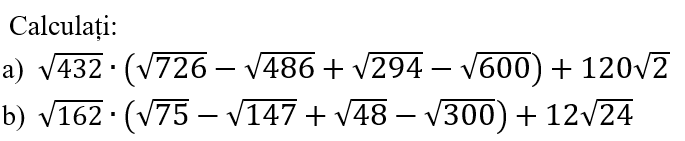 Calculați:
a) √432 · (√726 − √486 + √294 − √600) + 120√2
b) √162 · (√75 − √147 + √48 − √300) + 12√24